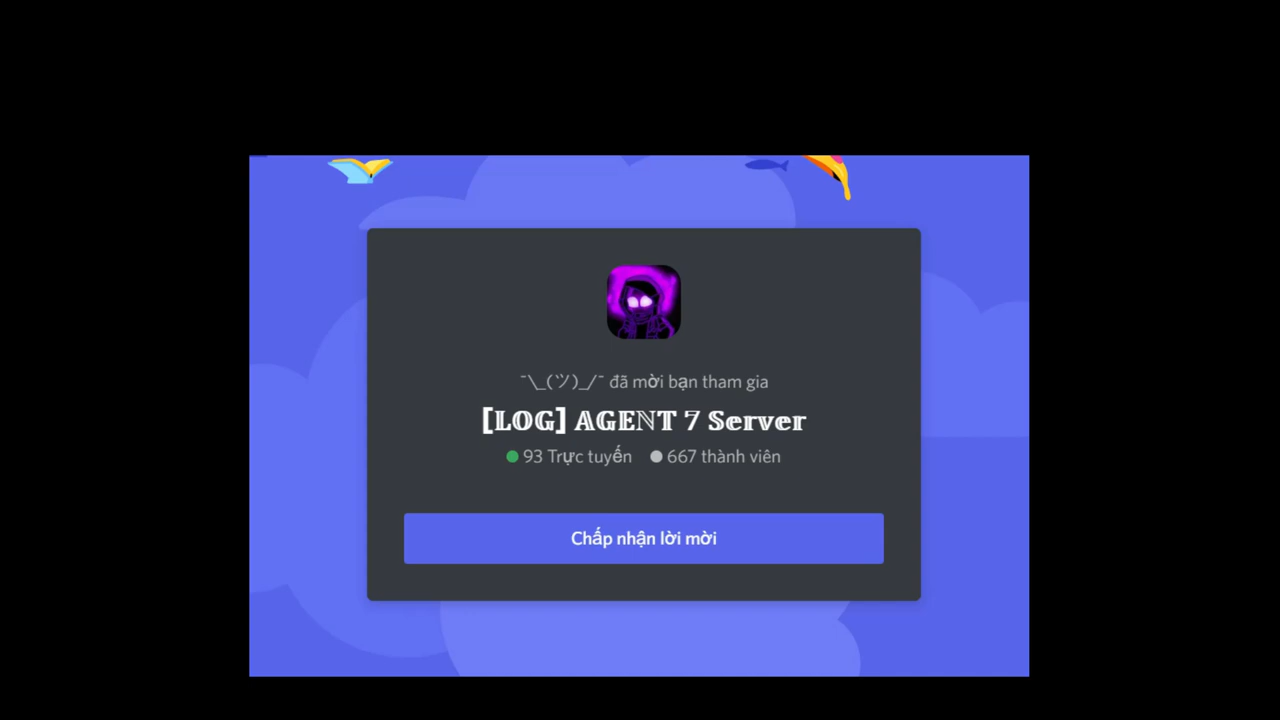 ¯\_(ツ)_/¯ đã mời bạn tham gia
[LOG] AGENT 7 Server
93 Trực tuyến 667 thành viên
Chấp nhận lời mời